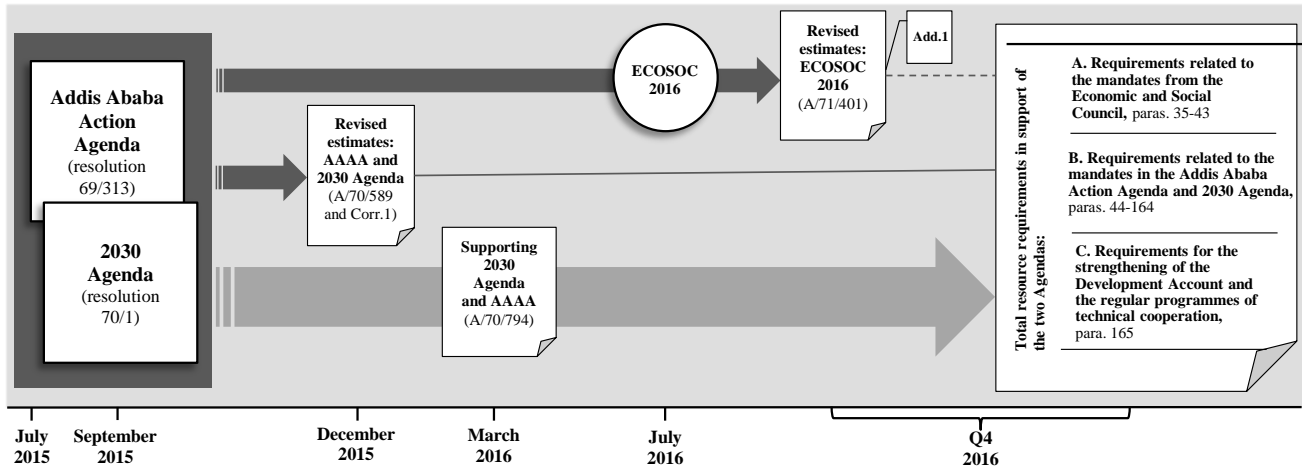 Addis Ababa
Action
Agenda
(resolution
69/313)
2030
Agenda
(resolution
70/1)
Revised
estimates:
AAAA and
2030 Agenda
(A/70/589
and Corr.1)
Supporting
2030
Agenda
and AAAA
(A/70/794)
ECOSOC
2016
Revised
estimates:
ECOSOC
2016
(A/71/401)
Add.1
Total resource requirements in support of
the two Agendas:
A. Requirements related to
the mandates from the
Economic and Social
Council, paras. 35-43
B. Requirements related to the
mandates in the Addis Ababa
Action Agenda and 2030 Agenda,
paras. 44-164
C. Requirements for the
strengthening of the
Development Account and
the regular programmes of
technical cooperation,
para. 165
July
2015
September
2015
December
2015
March
2016
July
2016
Q4
2016